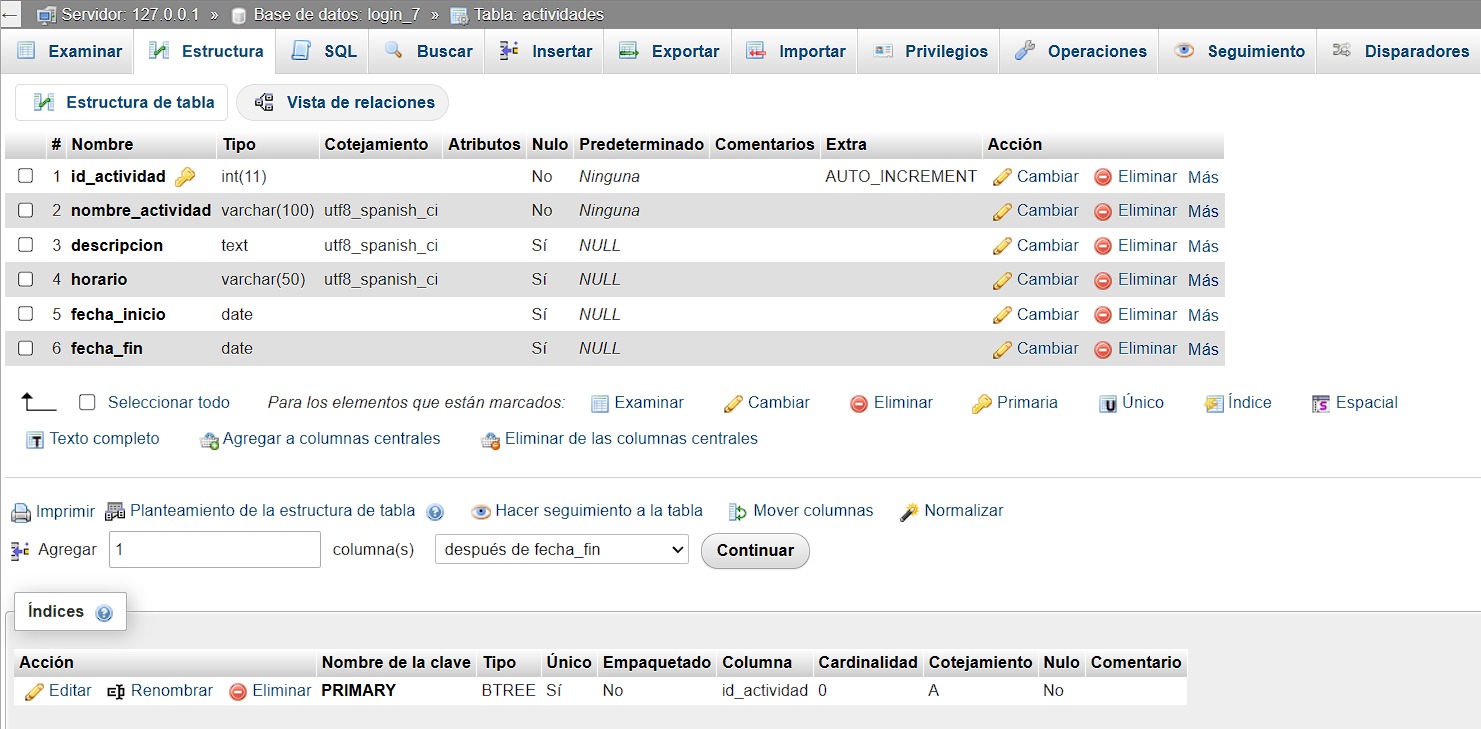 Servidor: 127.0.0.1 » Base de datos: login_7 » Tabla: actividades
Examinar Estructura SQL Buscar Insertar Exportar Importar Privilegios Operaciones Seguimiento Disparadores
Estructura de tabla Vista de relaciones
# Nombre Tipo Cotejamiento Atributos Nulo Predeterminado Comentarios Extra Acción
1 id_actividad int(11) No Ninguna AUTO_INCREMENT Cambiar Eliminar Más
2 nombre_actividad varchar(100) utf8_spanish_ci No Ninguna Cambiar Eliminar Más
3 descripcion text utf8_spanish_ci Sí NULL Cambiar Eliminar Más
4 horario varchar(50) utf8_spanish_ci Sí NULL Cambiar Eliminar Más
5 fecha_inicio date Sí NULL Cambiar Eliminar Más
6 fecha_fin date Sí NULL Cambiar Eliminar Más
Seleccionar todo Para los elementos que están marcados: Examinar Cambiar Eliminar Primaria Único Índice Espacial
Texto completo Agregar a columnas centrales Eliminar de las columnas centrales
Imprimir Planteamiento de la estructura de tabla Hacer seguimiento a la tabla Mover columnas Normalizar
Agregar 1 columna(s) después de fecha_fin Continuar
Índices
Acción Nombre de la clave Tipo Único Empaquetado Columna Cardinalidad Cotejamiento Nulo Comentario
Editar Renombrar Eliminar PRIMARY BTREE Sí No id_actividad 0 A No